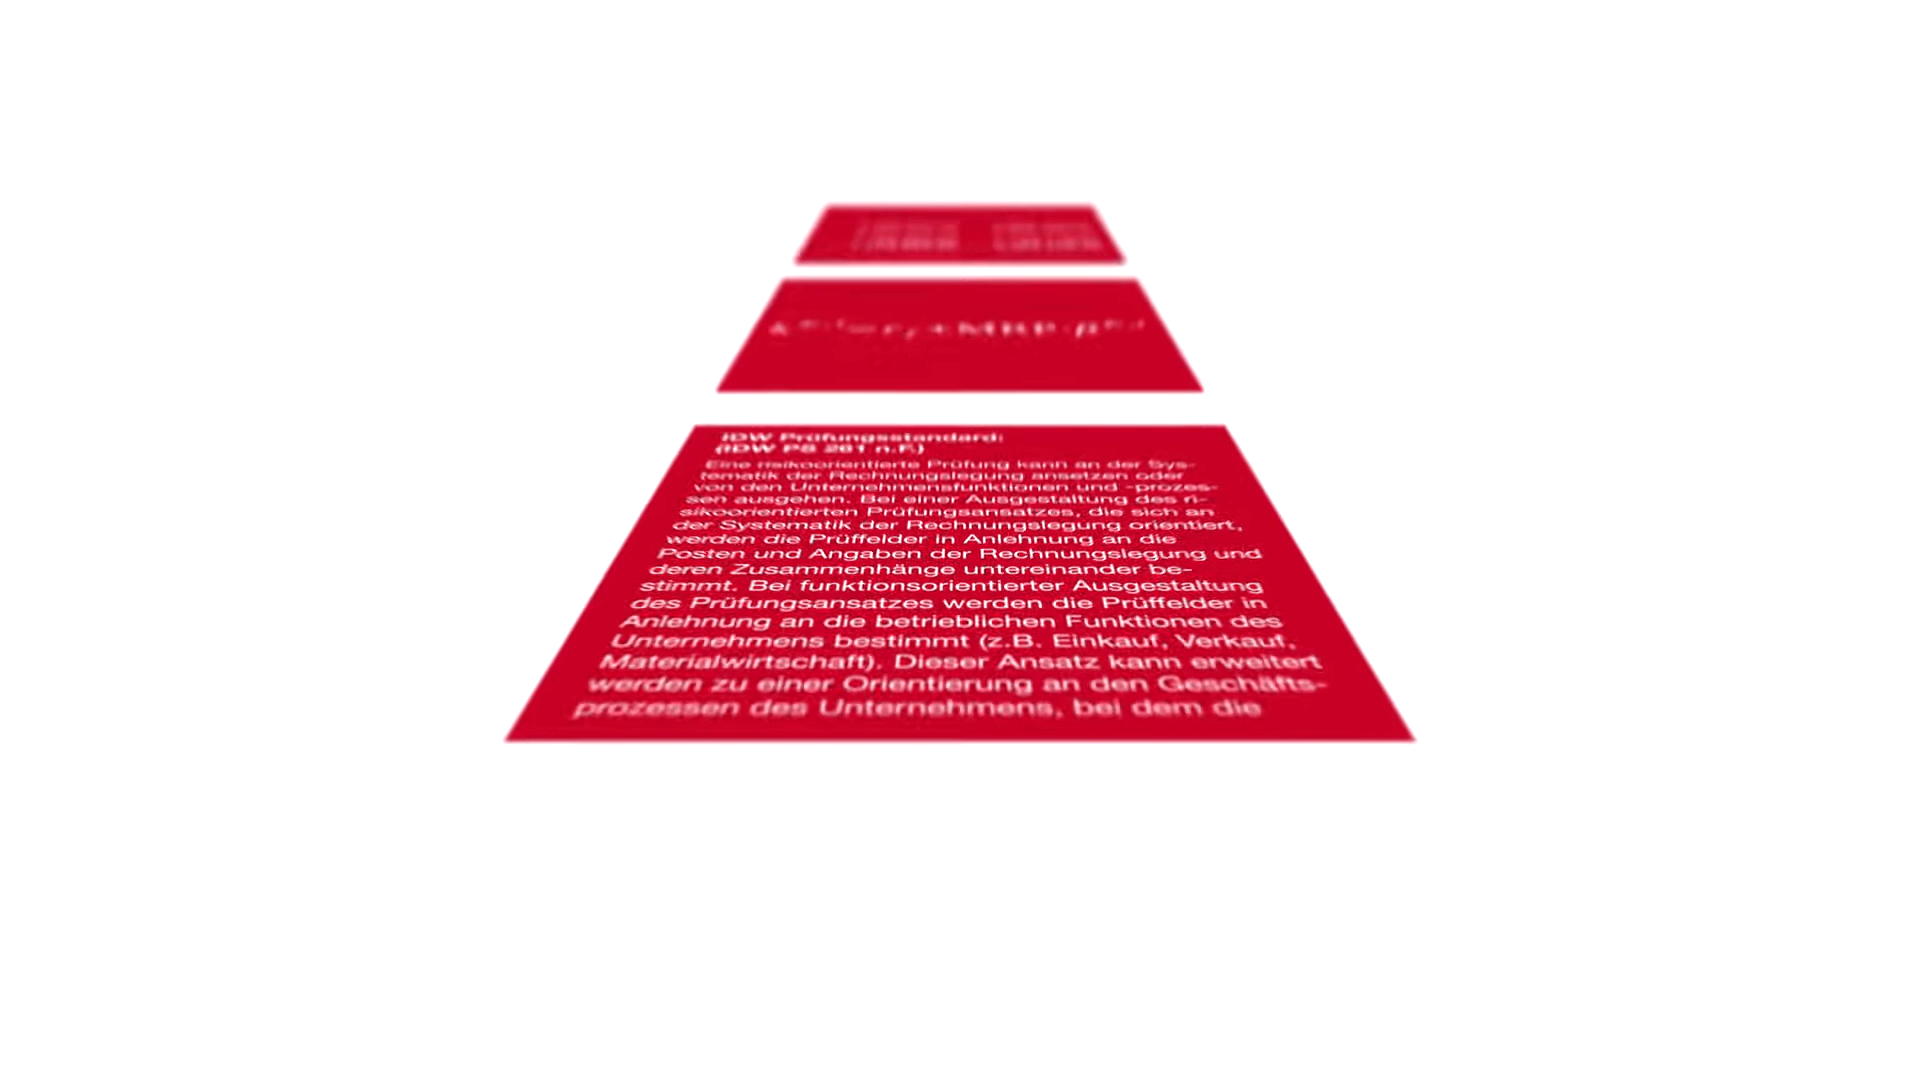 + MRP ·
IDW Prüfungsstandard:
(IDW PS 261 n.F.)
Eine risikoorientierte Prüfung kann an der Sys-
tematik der Rechnungslegung ansetzen oder
von den Unternehmensfunktionen und -prozes-
sen ausgehen. Bei einer Ausgestaltung des ri-
sikoorientierten Prüfungsansatzes, die sich an
der Systematik der Rechnungslegung orientiert,
werden die Prüffelder in Anlehnung an die
Posten und Angaben der Rechnungslegung und
deren Zusammenhänge untereinander be-
stimmt. Bei funktionsorientierter Ausgestaltung
des Prüfungsansatzes werden die Prüffelder in
Anlehnung an die betrieblichen Funktionen des
Unternehmens bestimmt (z.B. Einkauf, Verkauf,
Materialwirtschaft). Dieser Ansatz kann erweitert
werden zu einer Orientierung an den Geschäfts-
prozessen des Unternehmens, bei dem die